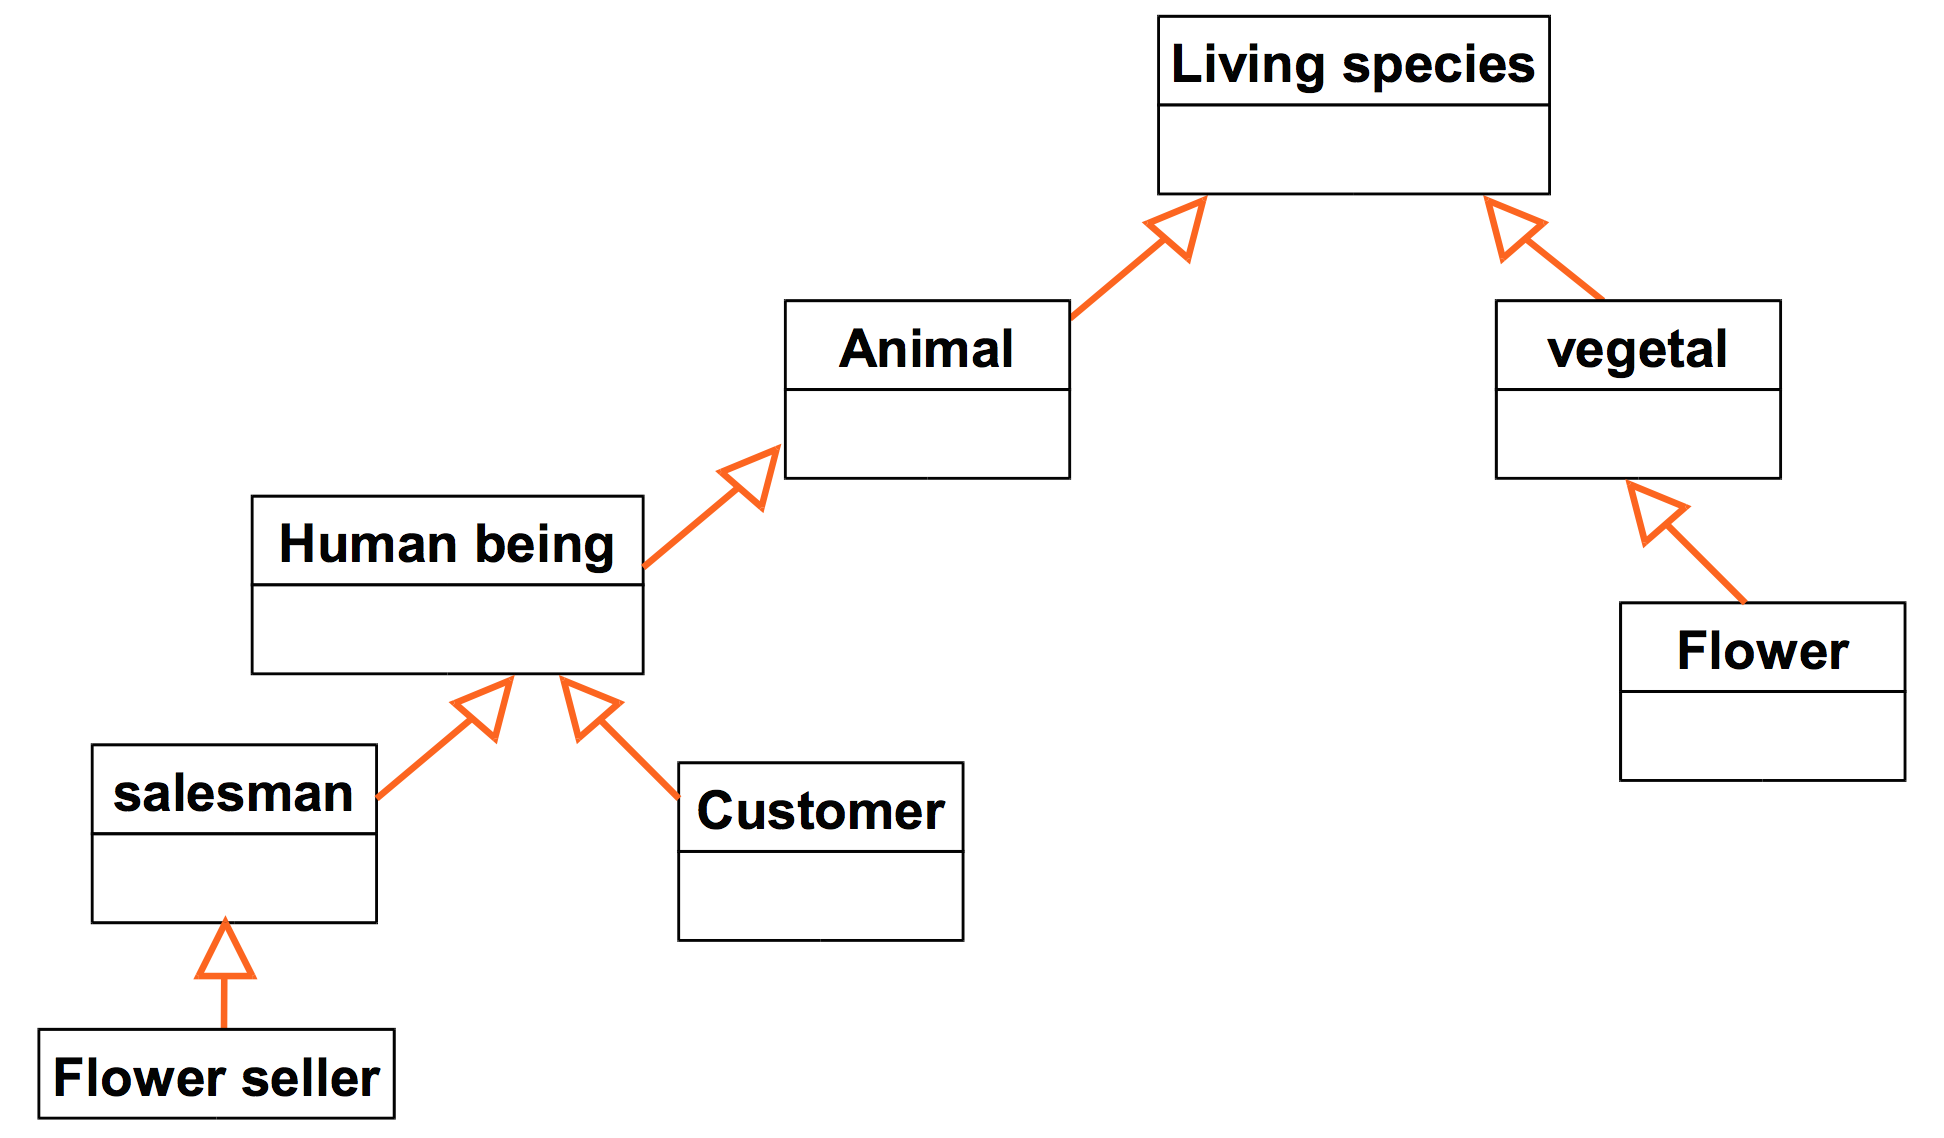 Living species
Animal
vegetal
Human being
Flower
salesman
Customer
Flower seller